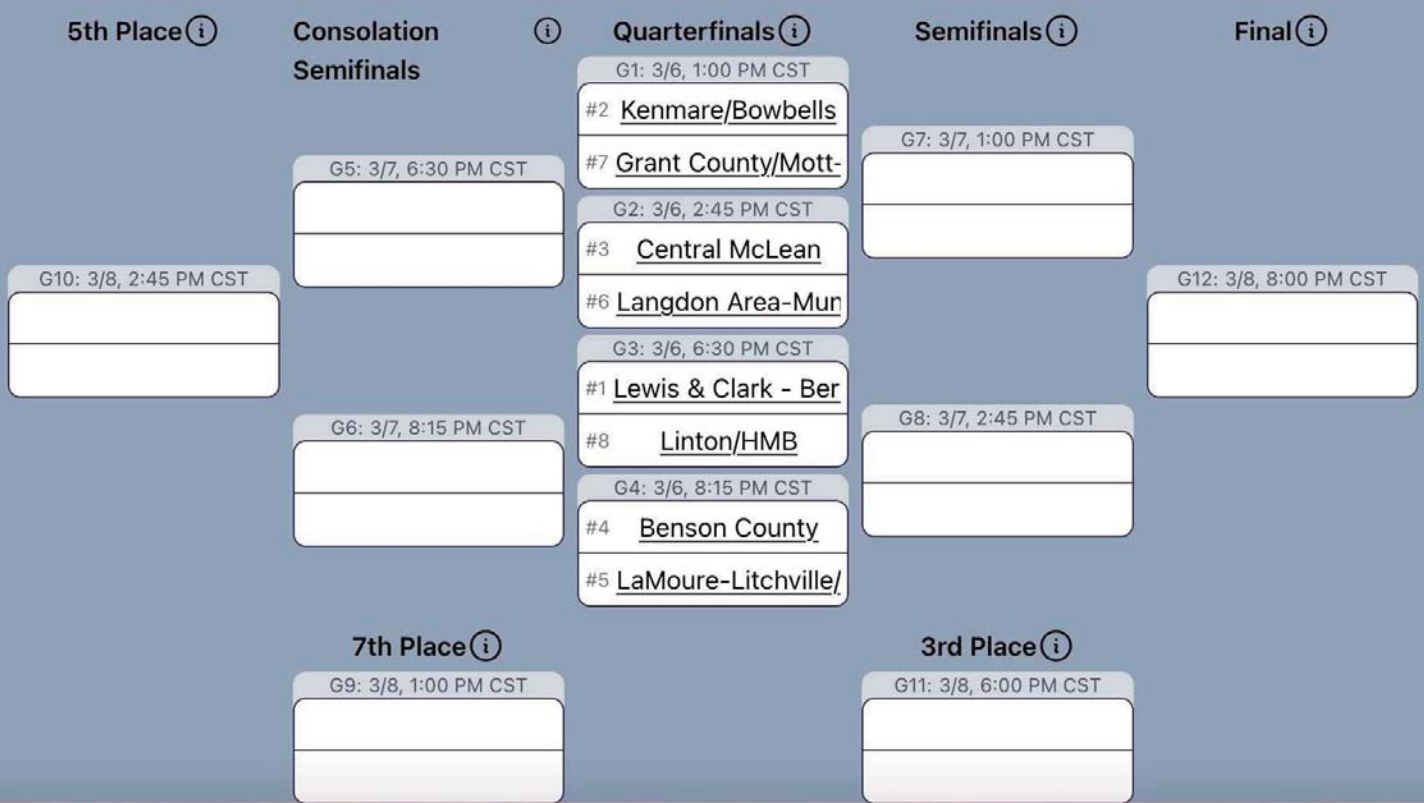 5th Place
Consolation
Semifinals
Quarterfinals
Semifinals
Final
G1: 3/6, 1:00 PM CST
#2 Kenmare/Bowbells
#7 Grant County/Mott-
G2: 3/6, 2:45 PM CST
#3 Central McLean
#6 Langdon Area-Mun
G3: 3/6, 6:30 PM CST
#1 Lewis & Clark - Ber
#8 Linton/HMB
G4: 3/6, 8:15 PM CST
#4 Benson County
#5 LaMoure-Litchville/
G5: 3/7, 6:30 PM CST
G6: 3/7, 8:15 PM CST
G7: 3/7, 1:00 PM CST
G8: 3/7, 2:45 PM CST
G10: 3/8, 2:45 PM CST
G12: 3/8, 8:00 PM CST
7th Place
G9: 3/8, 1:00 PM CST
3rd Place
G11: 3/8, 6:00 PM CST